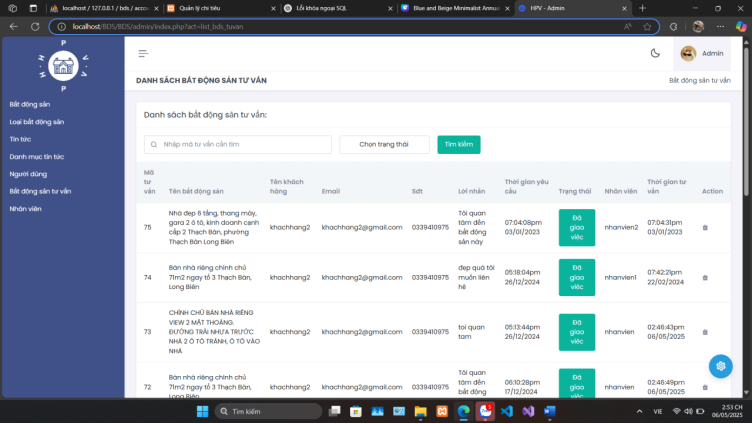 localhost / 127.0.0.1 / bds / accou
Quản lý chi tiêu
Lỗi khóa ngoại SQL
Blue and Beige Minimalist Annual
HPV - Admin
localhost/BDS/BDS/admin/index.php?act=list_bds_tuvan
P
H V
H A
P
Admin
Bất động sản
Loại bất động sản
Tin tức
Danh mục tin tức
Người dùng
Bất động sản tư vấn
Nhân viên
DANH SÁCH BẤT ĐỘNG SẢN TƯ VẤN
Bất động sản tư vấn
Danh sách bất động sản tư vấn:
Nhập mã tư vấn cần tìm
Chọn trạng thái
Tìm kiếm
Mã tư vấn Tên bất động sản Tên khách hàng Email Sđt Lời nhắn Thời gian yêu cầu Trạng thái Nhân viên Thời gian tư vấn Action
75
Nhà đẹp 6 tầng, thang máy,
gara 2 ô tô, kinh doanh cạnh
cấp 2 Thạch Bàn, phường
Thạch Bàn Long Biên
khachhang2 khachhang2@gmail.com 0339410975
Tôi quan
tâm đến
bất động
sản này
07:04:08pm
03/01/2023
Đã
giao
việc
nhanvien2
07:04:31pm
03/01/2023
74
Bán nhà riêng chính chủ
71m2 ngay tổ 3 Thạch Bàn,
Long Biên
khachhang2 khachhang2@gmail.com 0339410975
đẹp quá tôi
muốn liên
hệ
05:18:04pm
26/12/2024
Đã
giao
việc
nhanvien1
07:42:21pm
22/02/2024
73
CHÍNH CHỦ BÁN NHÀ RIÊNG
VIEW 2 MẶT THOÁNG.
ĐƯỜNG TRẢI NHỰA TRƯỚC
NHÀ 2 Ô TÔ TRÁNH, Ô TÔ VÀO
NHÀ
khachhang2 khachhang2@gmail.com 0339410975
toi quan
tam
05:13:44pm
26/12/2024
Đã
giao
việc
nhanvien
02:46:43pm
06/05/2025
72
Bán nhà riêng chính chủ
71m2 ngay tổ 3 Thạch Bàn,
Long Biên
khachhang2 khachhang2@gmail.com 0339410975
Tôi quan
tâm đến
bất động
06:10:28pm
17/12/2024
Đã
giao
việc
nhanvien
02:46:49pm
06/05/2025
Tìm kiếm
VIE
2:53 CH
06/05/2025